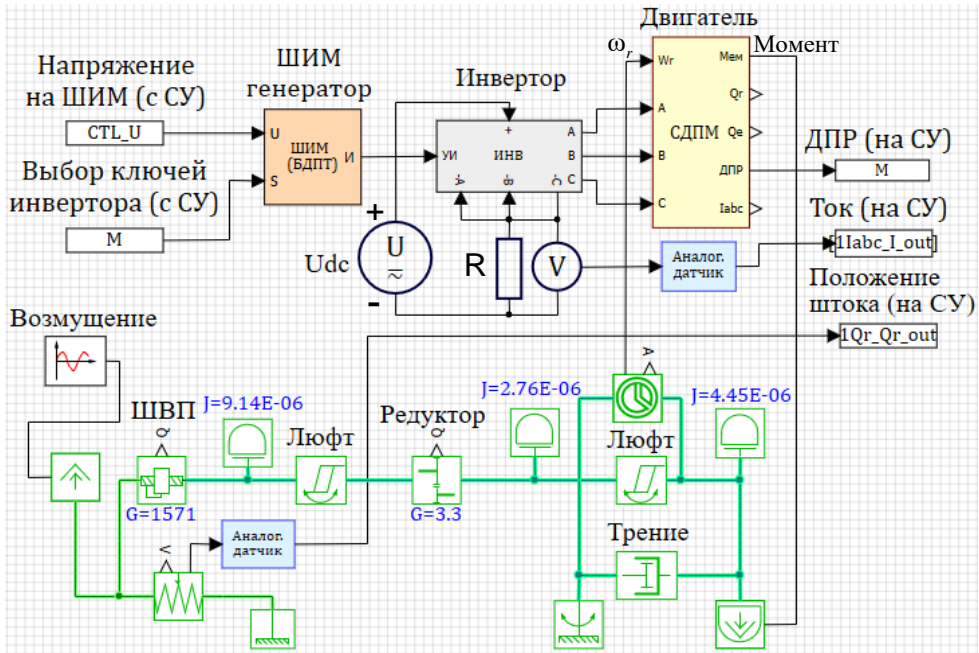 Двигатель
ωr
Момент
Напряжение
на ШИМ (с СУ)
CTL_U
Выбор ключей
инвертора (с СУ)
M
ШИМ
генератор
U
S
ШИМ
(БДПТ)
И
Инвертор
+
УИ
ИНВ
A
B
C
-A
-B
-C
Wr
A
B
C
СДПМ
Мем
Qr
Qe
ДПР
Iabc
ДПР (на СУ)
M
Ток (на СУ)
[1Iabc_I_out]
Положение
штока (на СУ)
1Qr_Qr_out
+
U
Udc
-
R
V
Аналог.
датчик
Возмущение
ШВП
Q
G=1571
J=9.14E-06
Люфт
Редуктор
Q
G=3.3
J=2.76E-06
A
Люфт
J=4.45E-06
Трение
V
Аналог.
датчик